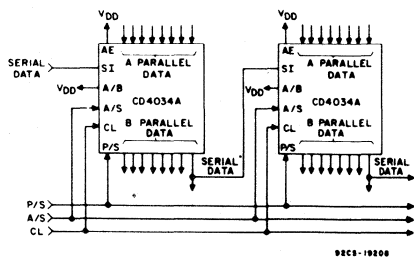 VDD
AE
A PARALLEL
DATA
SERIAL
DATA
SI
VDD
A/B
CD4034A
A/S
B PARALLEL
DATA
CL
P/S
SERIAL
DATA
VDD
AE
A PARALLEL
DATA
SI
VDD
A/B
CD4034A
A/S
B PARALLEL
DATA
CL
P/S
SERIAL
DATA
P/S
A/S
CL
92CS-19208